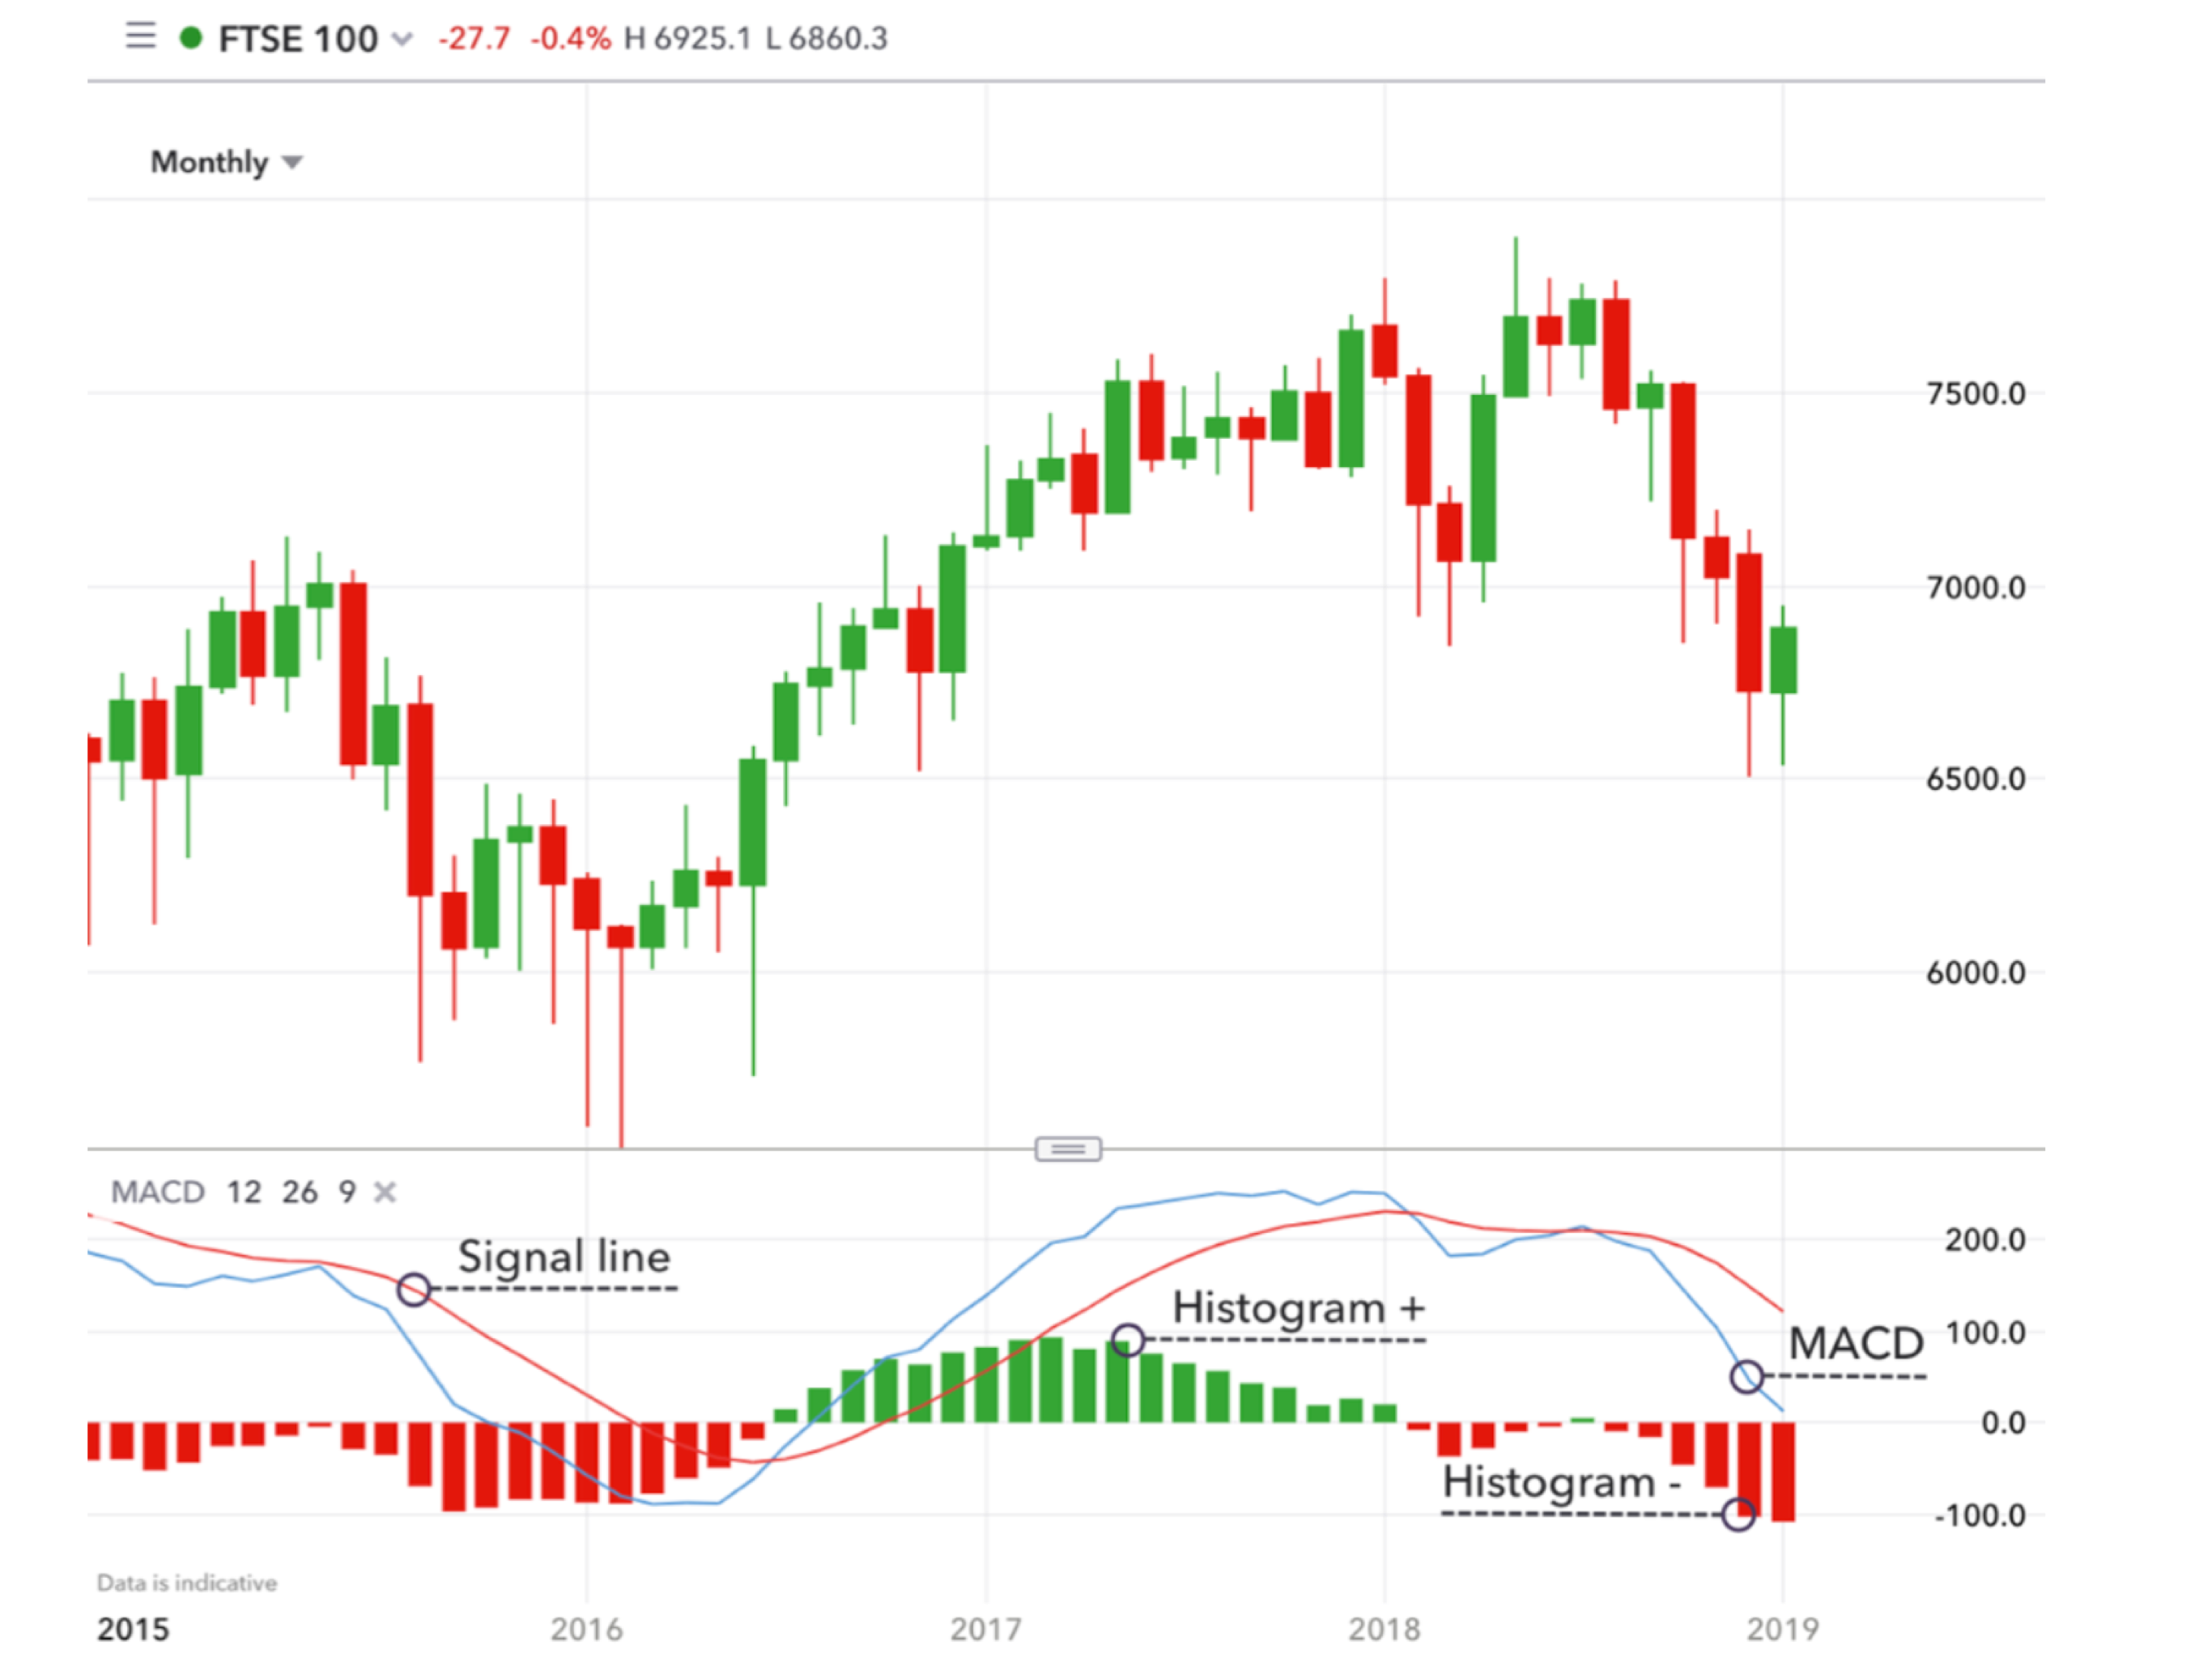 FTSE 100 -27.7 -0.4% H 6925.1 L 6860.3
Monthly
7500.0
7000.0
6500.0
6000.0
MACD 12 26 9
200.0
Signal line
Histogram +
100.0
MACD
0.0
Histogram -
-100.0
Data is indicative
2015 2016 2017 2018 2019